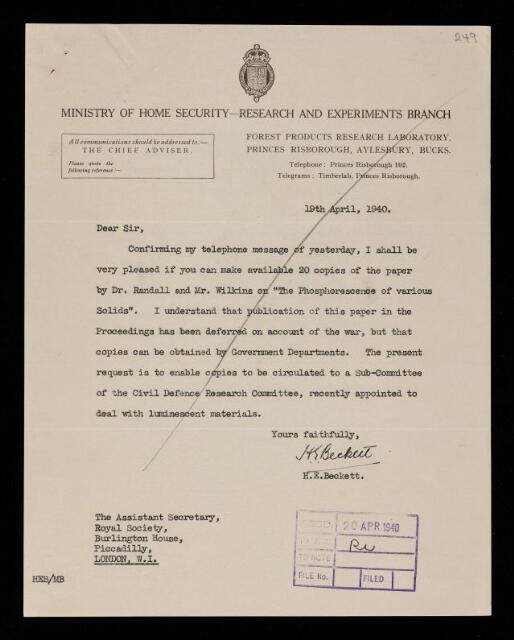 249
MINISTRY OF HOME SECURITY—RESEARCH AND EXPERIMENTS BRANCH
All communications should be addressed to:—
THE CHIEF ADVISER.
Please quote the
following reference:—
FOREST PRODUCTS RESEARCH LABORATORY,
PRINCES RISBOROUGH, AYLESBURY, BUCKS.
Telephone: Princes Risborough 102.
Telegrams: Timberlab, Princes Risborough.
19th April, 1940.
Dear Sir,
Confirming my telephone message of yesterday, I shall be
very pleased if you can make available 20 copies of the paper
by Dr. Randall and Mr. Wilkins on "The Phosphorescence of various
Solids". I understand that publication of this paper in the
Proceedings has been deferred on account of the war, but that
copies can be obtained by Government Departments. The present
request is to enable copies to be circulated to a Sub-Committee
of the Civil Defence Research Committee, recently appointed to
deal with luminescent materials.
Yours faithfully,
H.E.Beckett
H.E.Beckett.
The Assistant Secretary,
Royal Society,
Burlington House,
Piccadilly,
LONDON, W.I.
20 APR 1940
TO NOTE
FILE No.
FILED
HEB/MB